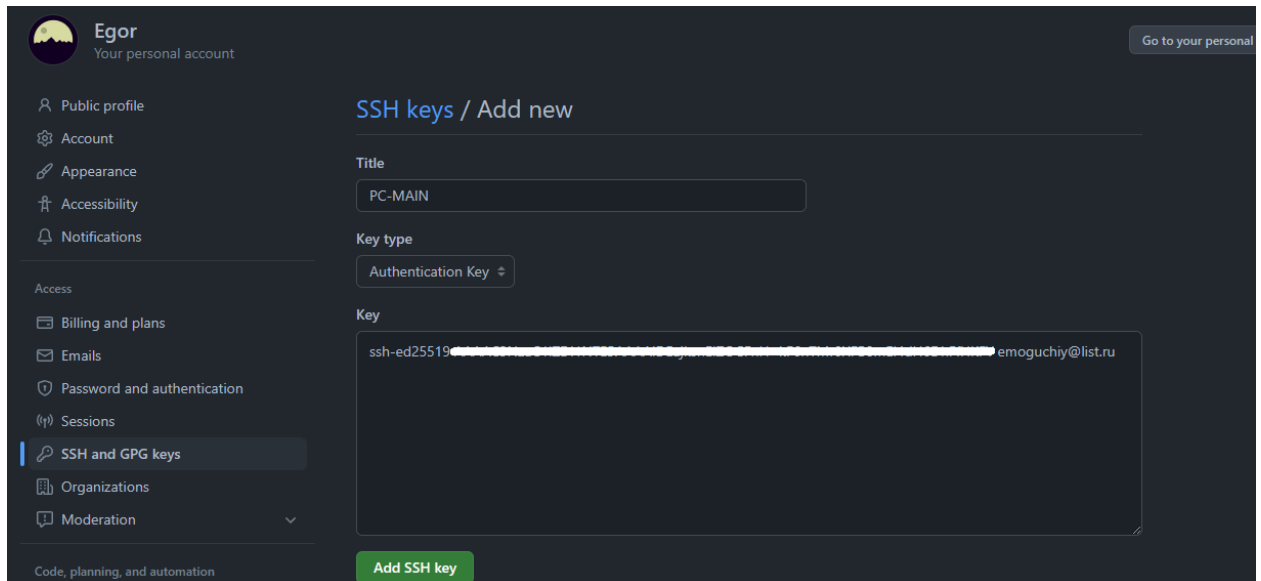 Egor
Your personal account
Go to your personal
Public profile
Account
Appearance
Accessibility
Notifications
Access
Billing and plans
Emails
Password and authentication
Sessions
SSH and GPG keys
Organizations
Moderation
Code, planning, and automation
SSH keys / Add new
Title
PC-MAIN
Key type
Authentication Key
Key
ssh-ed25519 emoguchiy@list.ru
Add SSH key